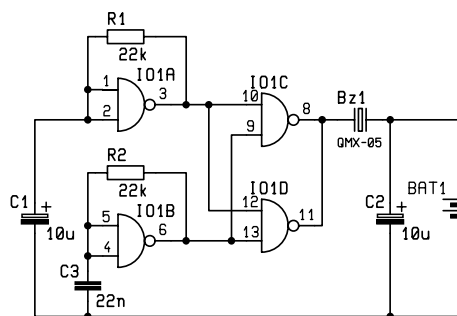 R1
22k
IO1A
1
2
3
IO1C
10
9
8
Bz1
QMX-05
R2
22k
IO1B
5
4
6
IO1D
12
13
11
C1
+
10u
C3
22n
C2
+
10u
BAT1